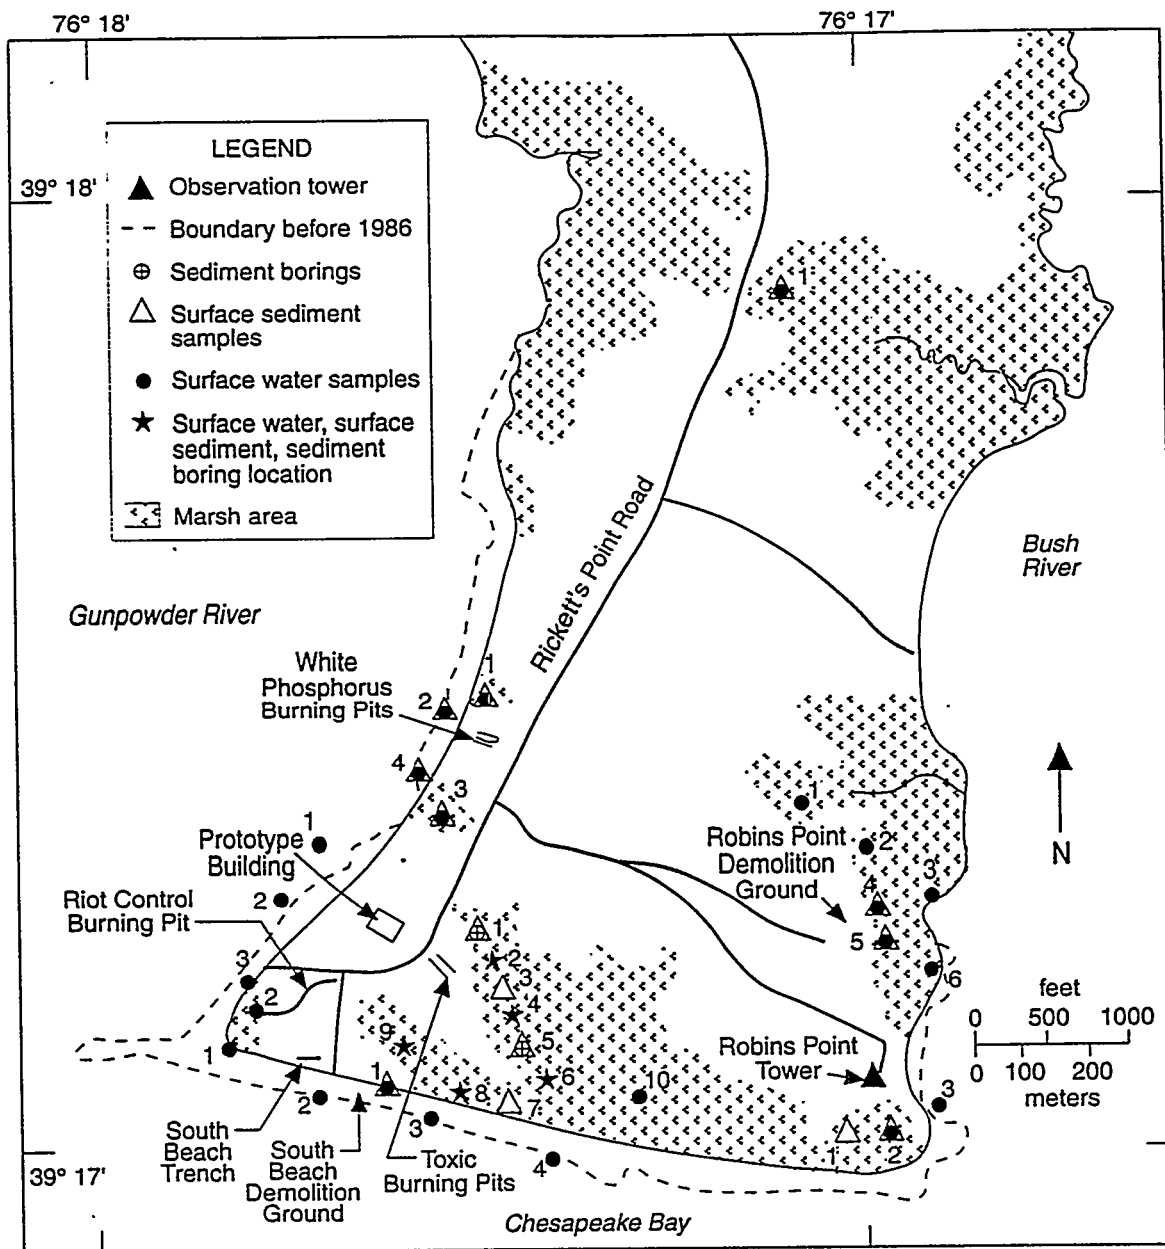 76° 18'
76° 17'
39° 18'
LEGEND
Observation tower
Boundary before 1986
Sediment borings
Surface sediment
samples
Surface water samples
Surface water, surface
sediment, sediment
boring location
Marsh area
1
Rickett's Point Road
Bush
River
Gunpowder River
White
Phosphorus
Burning Pits
1
2
4
3
1
Prototype
Building
2
Riot Control
Burning Pit
3
2
1
Robins Point
Demolition
Ground
1
2
3
4
5
6
N
feet
0 500 1000
0 100 200
meters
1
2
3
4
5
6
7
8
9
10
1
2
3
4
Robins Point
Tower
3
1
2
South
Beach
Trench
South
Beach
Demolition
Ground
Toxic
Burning Pits
39° 17'
Chesapeake Bay